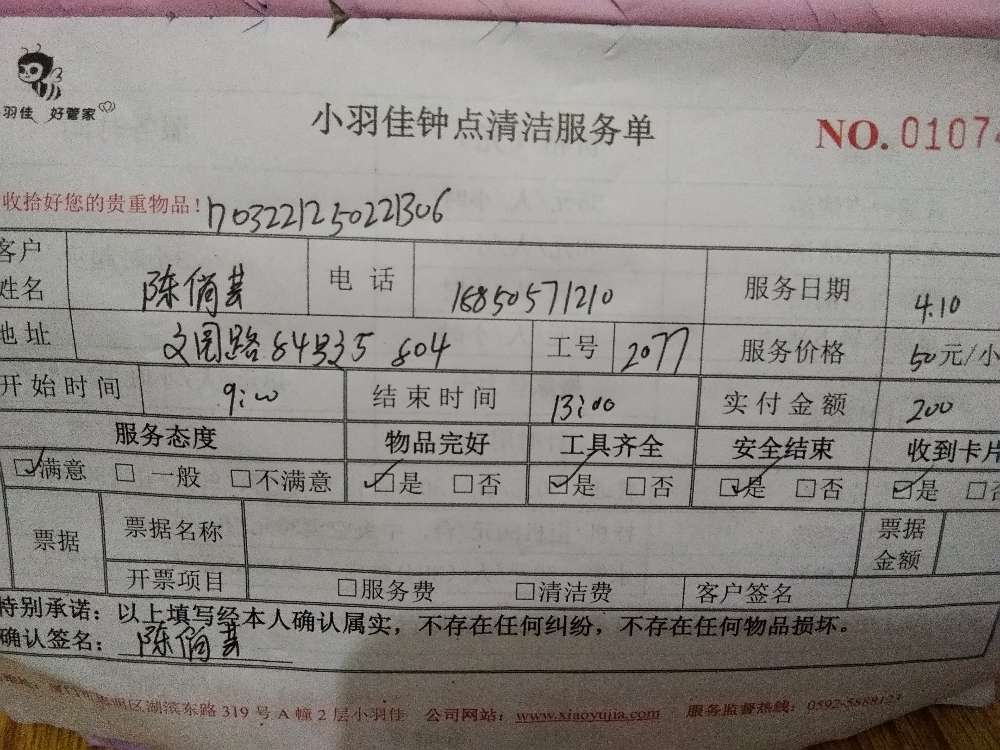 羽佳 好管家
小羽佳钟点清洁服务单
NO. 01074
收拾好您的贵重物品! 1703221250221306
客户姓名 陈俏芸 电话 16850571210 服务日期 4.10
地址 文园路84号35 804 工号 2077 服务价格 50元/小
开始时间 9:00 结束时间 13:00 实付金额 200
服务态度 物品完好 工具齐全 安全结束 收到卡片
☑满意 □一般 □不满意 ☑是 □否 ☑是 □否 ☑是 □否 ☑是 □否
票据 票据名称 票据金额
开票项目 □服务费 □清洁费 客户签名
特别承诺:以上填写经本人确认属实,不存在任何纠纷,不存在任何物品损坏。
确认签名: 陈俏芸
明区湖滨东路319号A幢2层小羽佳 公司网站:www.xiaoyujia.com 服务监督热线:0592-5889127